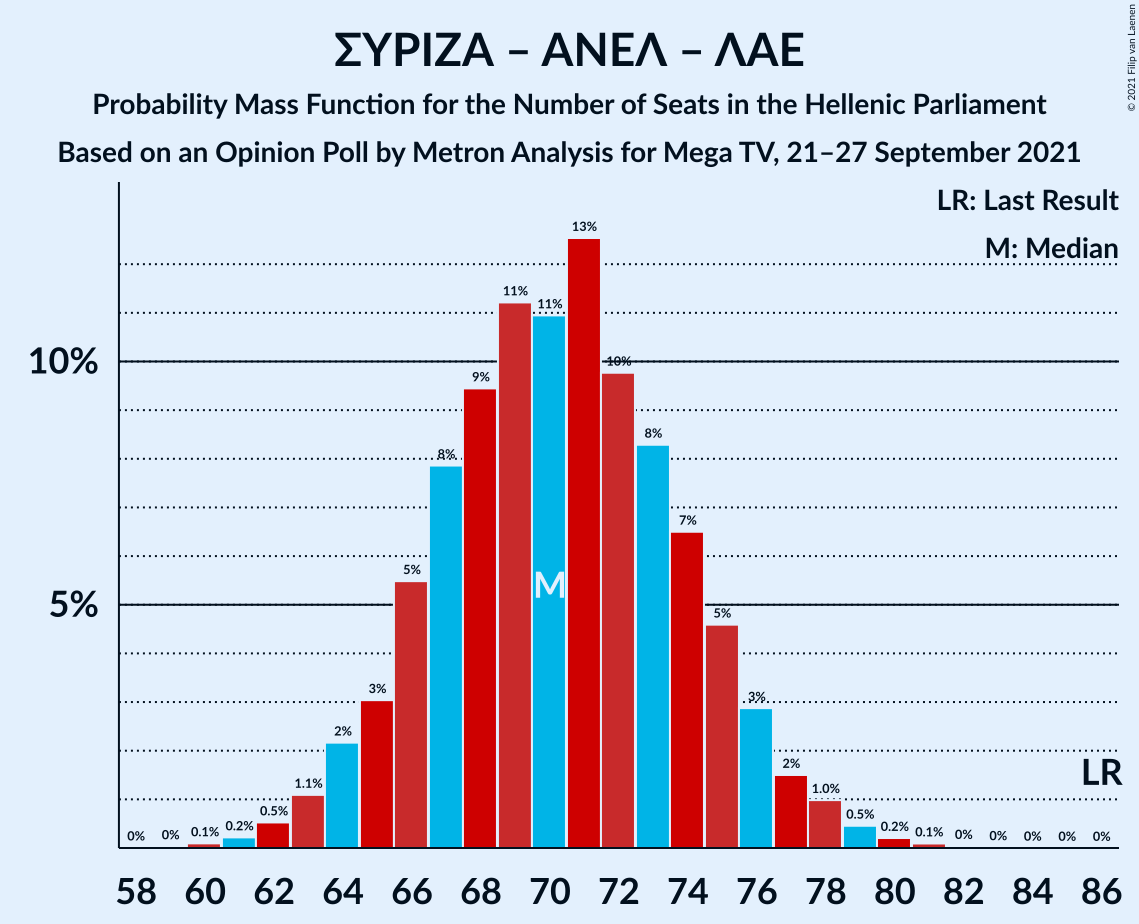 ΣΥΡΙΖΑ – ΑΝΕΛ – ΛΑΕ
Probability Mass Function for the Number of Seats in the Hellenic Parliament
Based on an Opinion Poll by Metron Analysis for Mega TV, 21–27 September 2021
© 2021 Filip van Laenen
LR: Last Result
M: Median
10%
5%
0% 0% 0.1% 0.2% 0.5% 1.1% 2% 3% 5% 8% 9% 11% 11% 13% 10% 8% 7% 5% 3% 2% 1.0% 0.5% 0.2% 0.1% 0% 0% 0% 0% 0%
M
LR
58 60 62 64 66 68 70 72 74 76 78 80 82 84 86